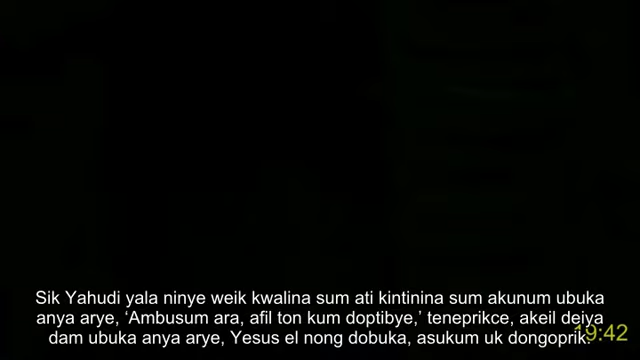 Sik Yahudi yala ninye weik kwalina sum ati kintinina sum akunum ubuka
anya arye, ‘Ambusum ara, afil ton kum doptibye,’ teneprikce, akeil deiya
dam ubuka anya arye, Yesus el nong dobuka, asukum uk dongoprik.
19:42